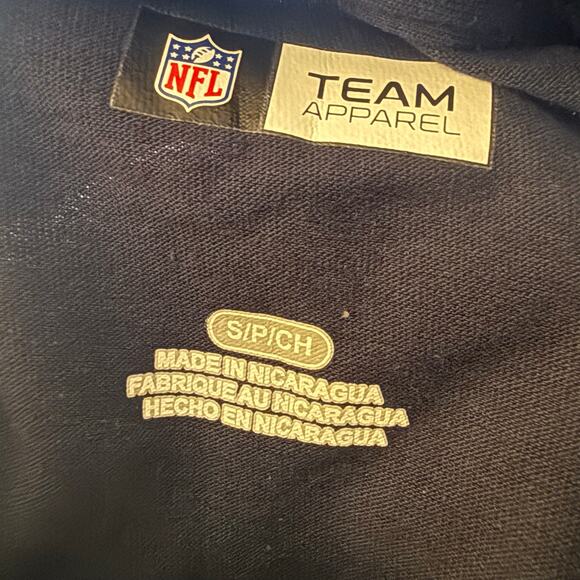 NFL
TEAM
APPAREL
S/P/CH
MADE IN NICARAGUA
FABRIQUE AU NICARAGUA
HECHO EN NICARAGUA